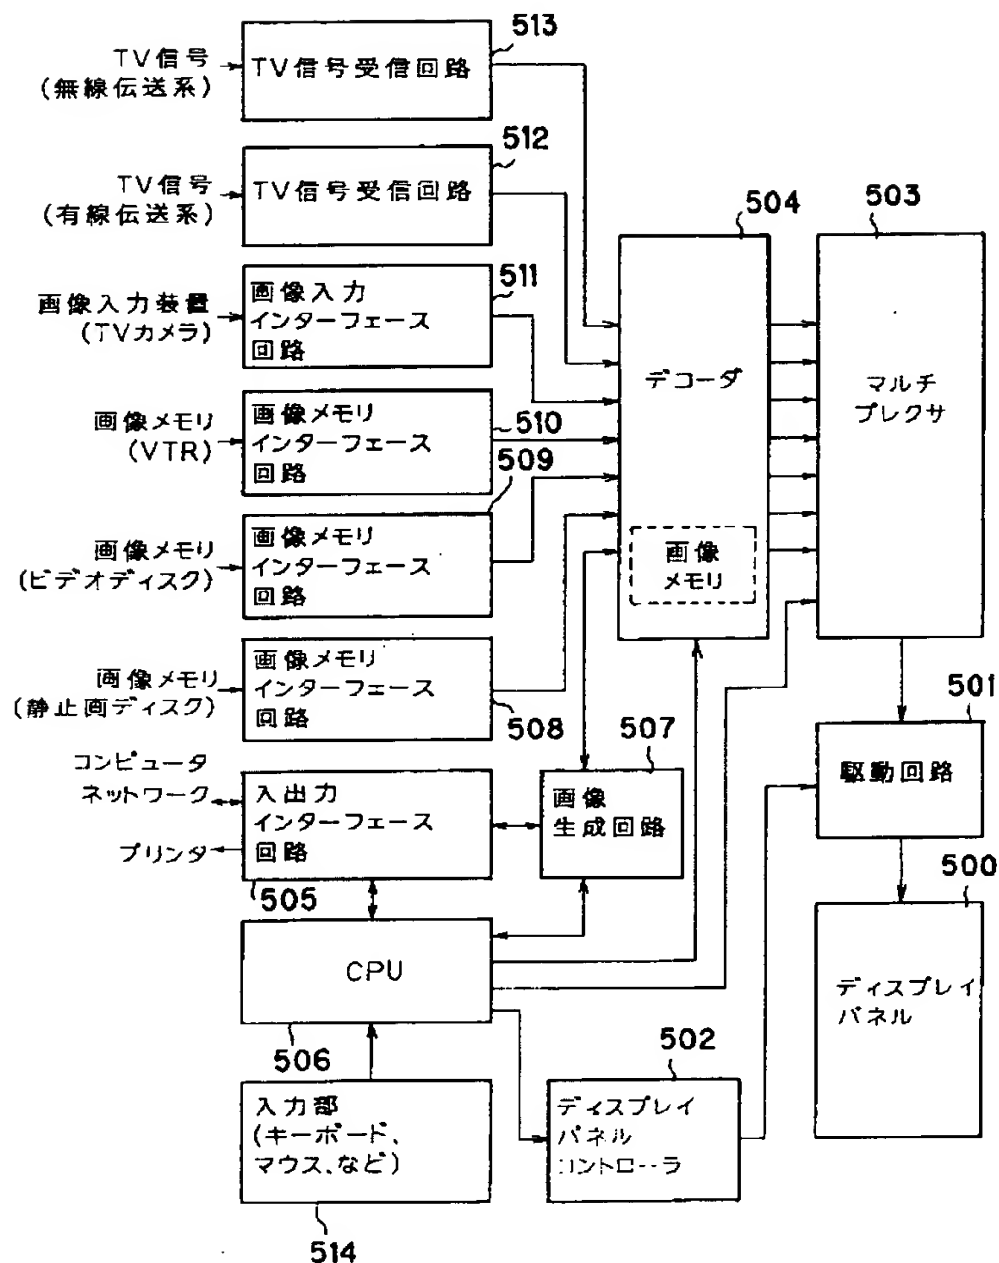 513
TV信号
(無線伝送系)
TV信号受信回路
512
TV信号
(有線伝送系)
TV信号受信回路
504
503
511
画像入力装置
(TVカメラ)
画像入力
インターフェース
回路
デコーダ
マルチ
プレクサ
画像メモリ
(VTR)
画像メモリ
インターフェース
回路
510
509
画像メモリ
(ビデオディスク)
画像メモリ
インターフェース
回路
画像
メモリ
画像メモリ
(静止画ディスク)
画像メモリ
インターフェース
回路
508
507
501
コンピュータ
ネットワーク
プリンタ
入出力
インターフェース
回路
画像
生成回路
駆動回路
505
500
CPU
ディスプレイ
パネル
506
502
入力部
(キーボード、
マウス、など)
ディスプレイ
パネル
コントローラ
514